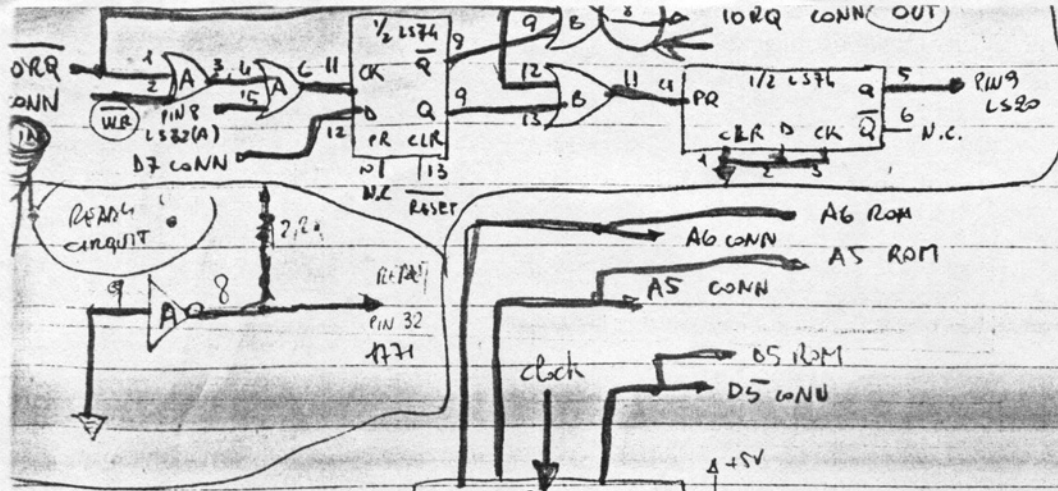 1/2 LS74
9
B
8
IORQ CONN (OUT)
ORQ
1
2
A
3,4
A
6
11
CK
Q
8
12
11
4
PR
1/2 LS74
Q
5
PIN 9
LS20
CONN
WR
PIN 8
5
D
12
Q
9
B
13
CLR
D
CK
Q
6
N.C.
IN
D7 CONN
PR
CLR
13
N.C
RESET
1
2
3
READY
CIRCUIT
2,2K
A6 ROM
A6 CONN
A5 ROM
A5 CONN
9
A
8
READY
PIN 32
1771
clock
D5 ROM
D5 CONN
+5V